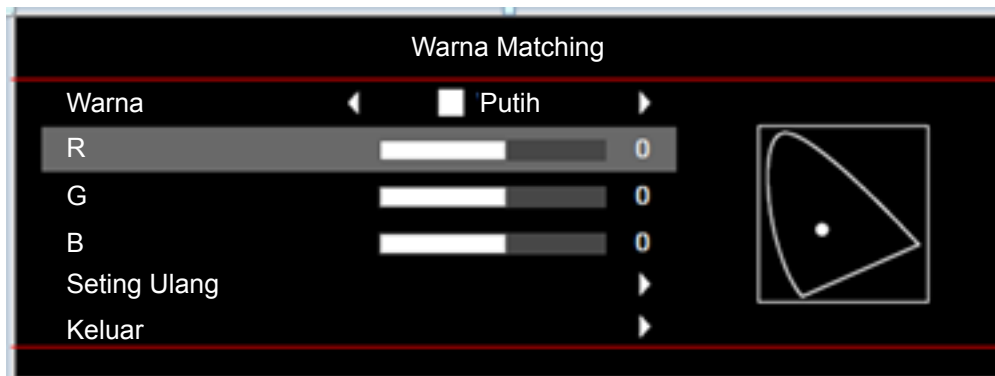 Warna Matching
Warna Putih
R 0
G 0
B 0
Seting Ulang
Keluar